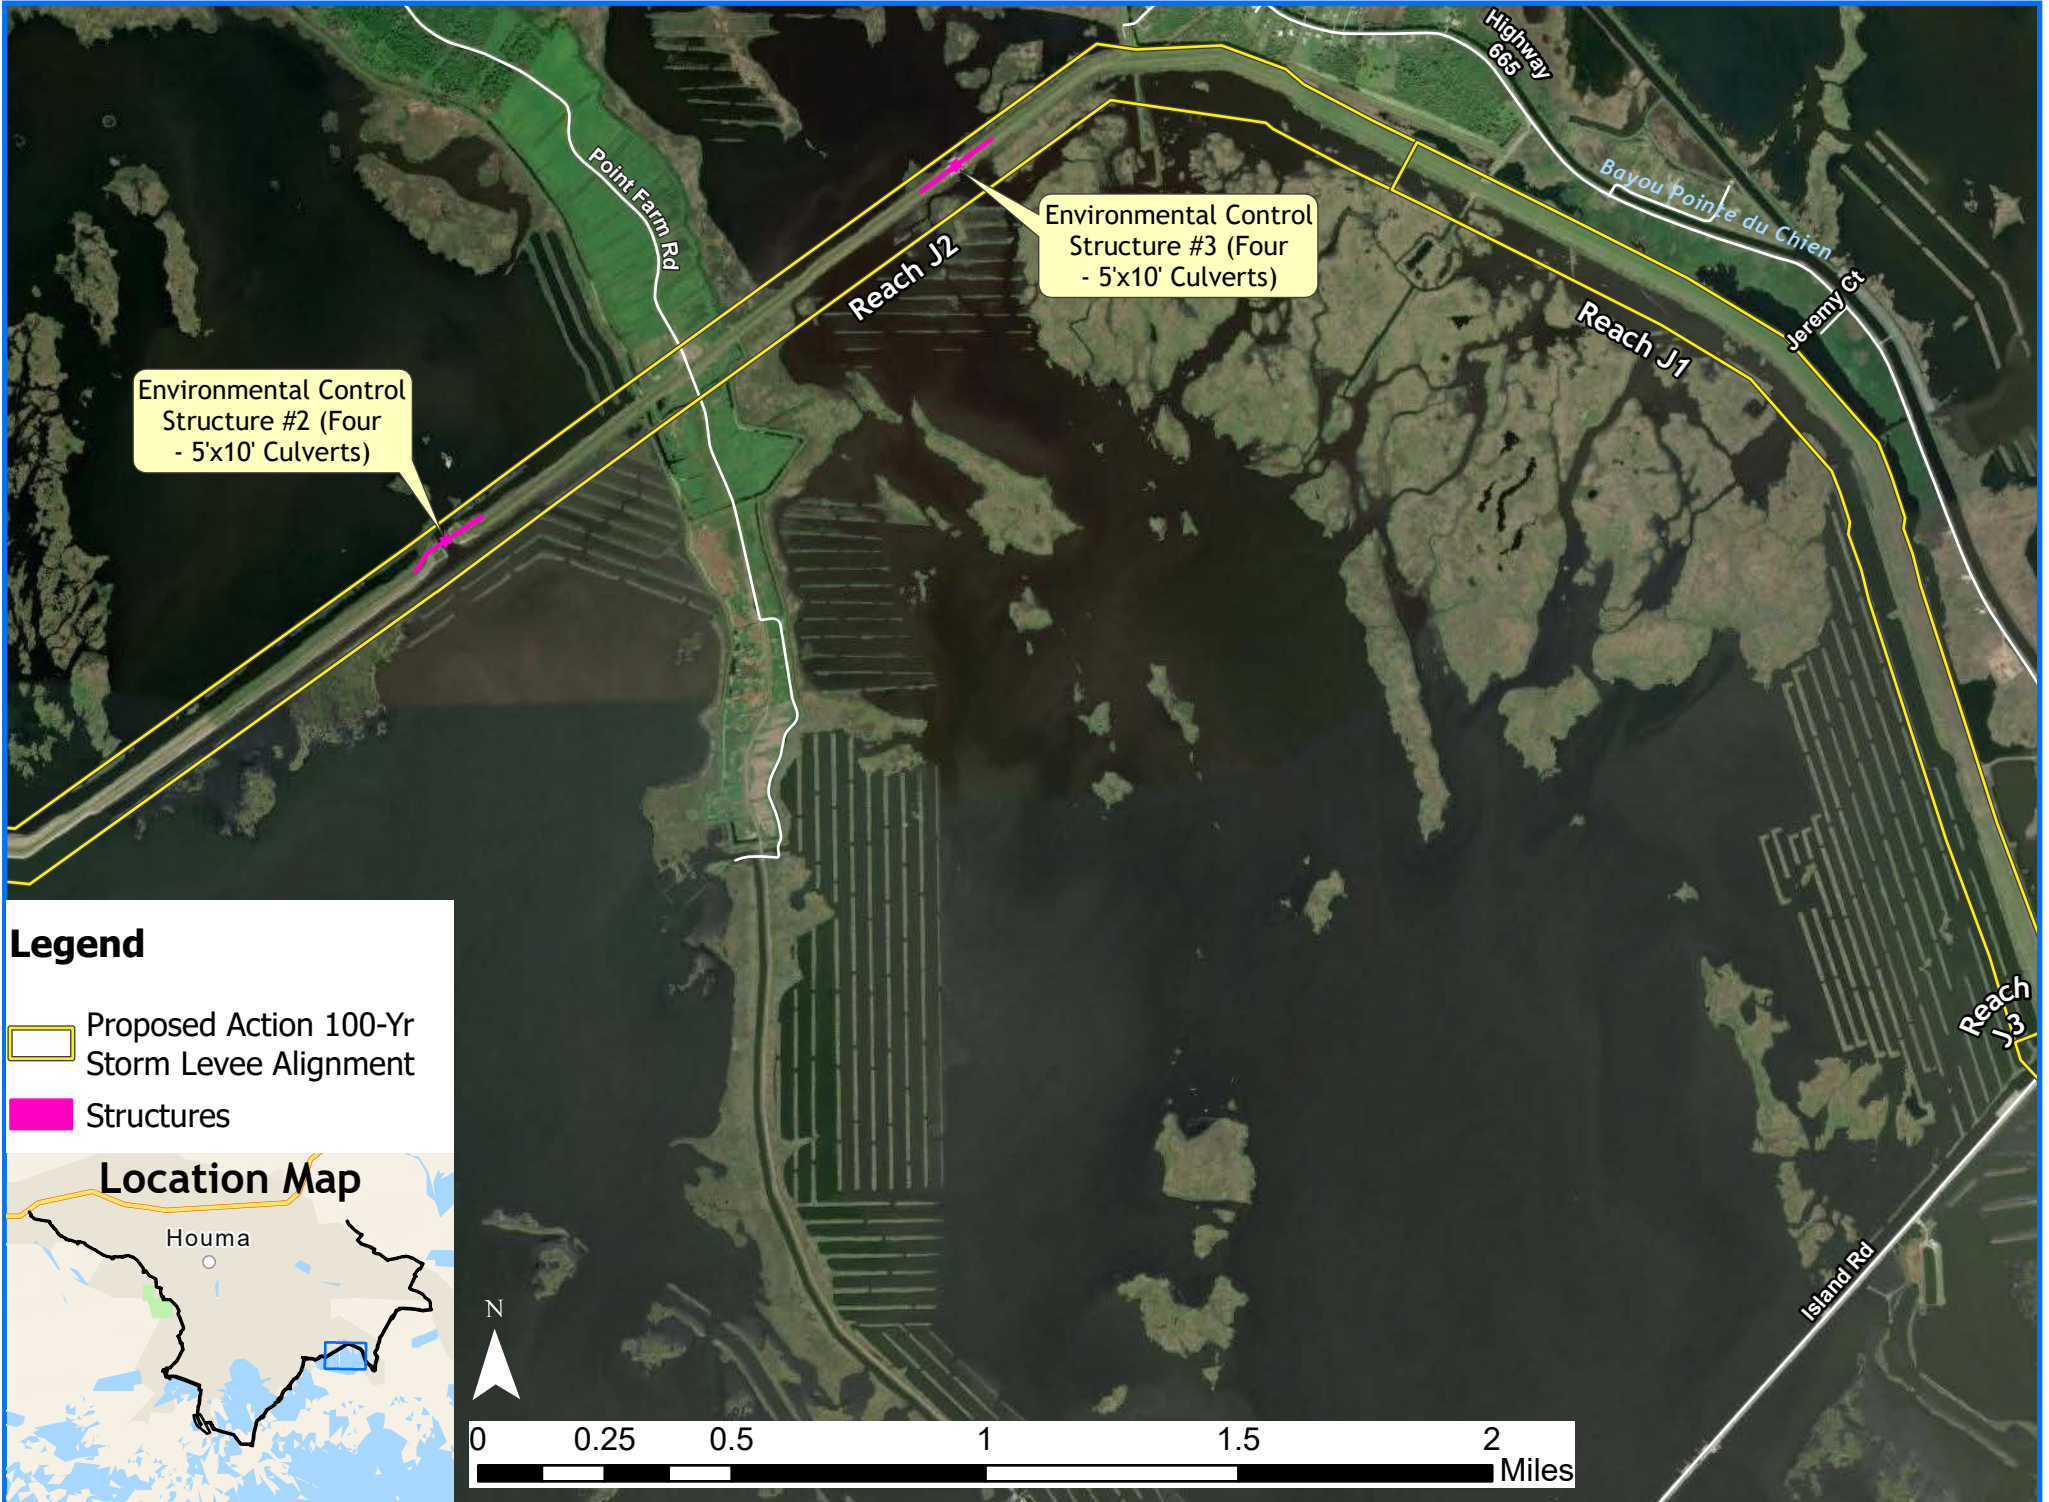 Highway
665
Point Farm Rd
Bayou Pointe du Chien
Environmental Control
Structure #3 (Four
- 5'x10' Culverts)
Reach J2
Reach J1
Jeremy Ct
Environmental Control
Structure #2 (Four
- 5'x10' Culverts)
Reach
J3
Island Rd
Legend
Proposed Action 100-Yr
Storm Levee Alignment
Structures
Location Map
Houma
N
0 0.25 0.5 1 1.5 2
Miles